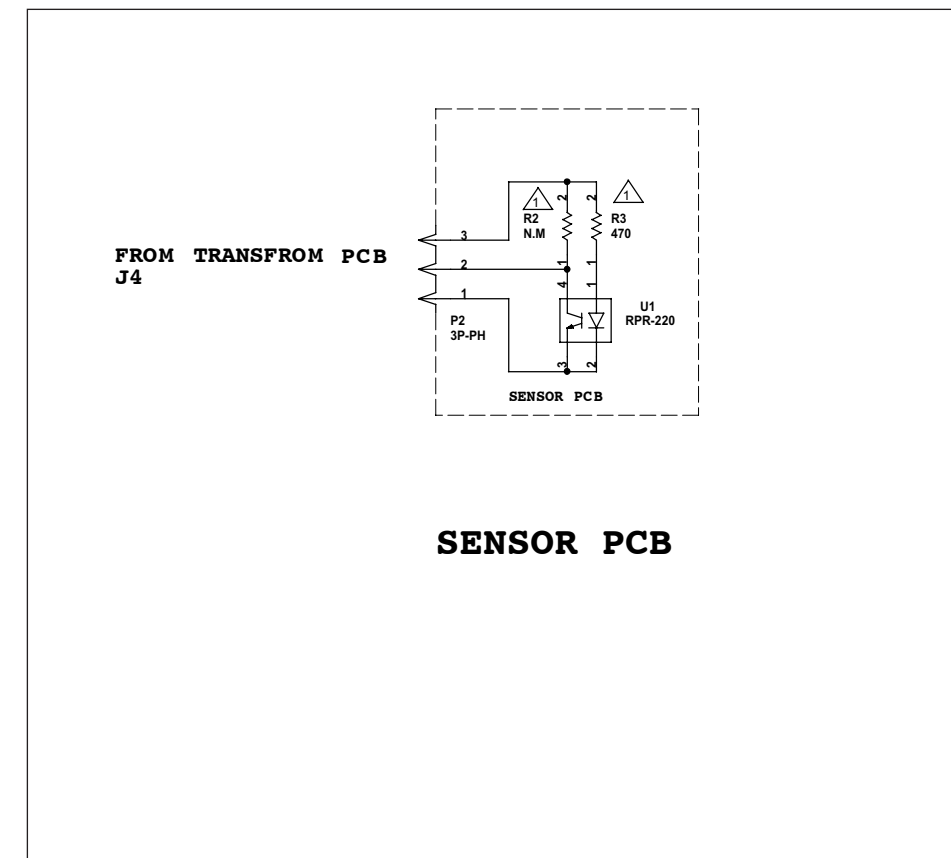 1
1
2
2
R2
N.M
R3
470
3
FROM TRANSFROM PCB
J4
2
1
1
4
1
1
U1
RPR-220
P2
3P-PH
3
2
SENSOR PCB
SENSOR PCB